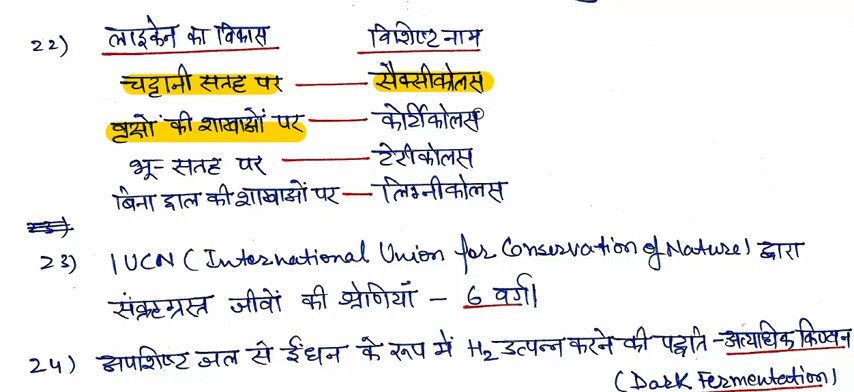 22) लाइकेन का विकास विशिष्ट नाम
चट्टानी सतह पर — सैक्सीकोलस
वृक्षों की शाखाओं पर — कोर्टीकोलस
भू-सतह पर — टेरीकोलस
बिना छाल की शाखाओं पर — लिग्नीकोलस
23) IUCN (International Union for Conservation of Nature) द्वारा
संकटग्रस्त जीवों की श्रेणियाँ - 6 वर्ग।
24) अपशिष्ट जल से ईंधन के रूप में H₂ उत्पन्न करने की पद्धति - अत्याधिक किण्वन
(Dark Fermentation)